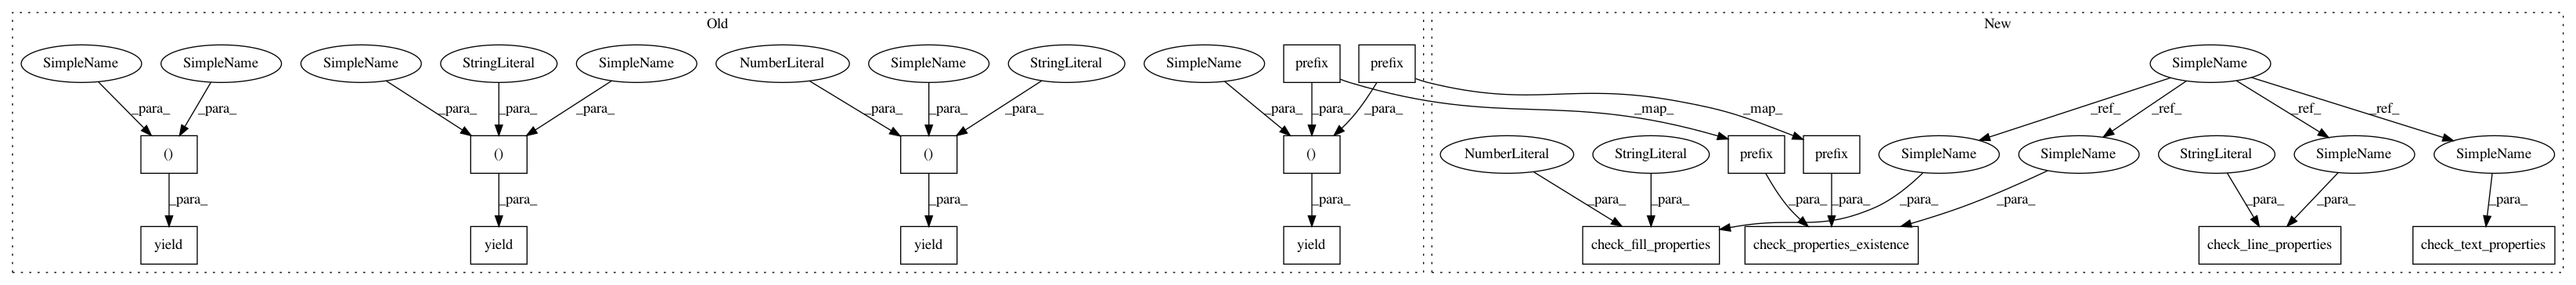 Old
New
SimpleName SimpleName SimpleName StringLiteral SimpleName NumberLiteral SimpleName StringLiteral SimpleName prefix prefix SimpleName
_para_ _para_ _para_ _para_ _para_ _para_ _para_ _para_ _para_ _para_ _para_ _map_ _map_ _ref_ _ref_ _ref_ _ref_
() () () () NumberLiteral StringLiteral prefix prefix SimpleName SimpleName StringLiteral SimpleName SimpleName
_para_ _para_ _para_ _para_ _para_ _para_ _para_ _para_ _para_ _para_ _para_ _para_ _para_
yield yield yield yield check_fill_properties check_properties_existence check_line_properties check_text_properties